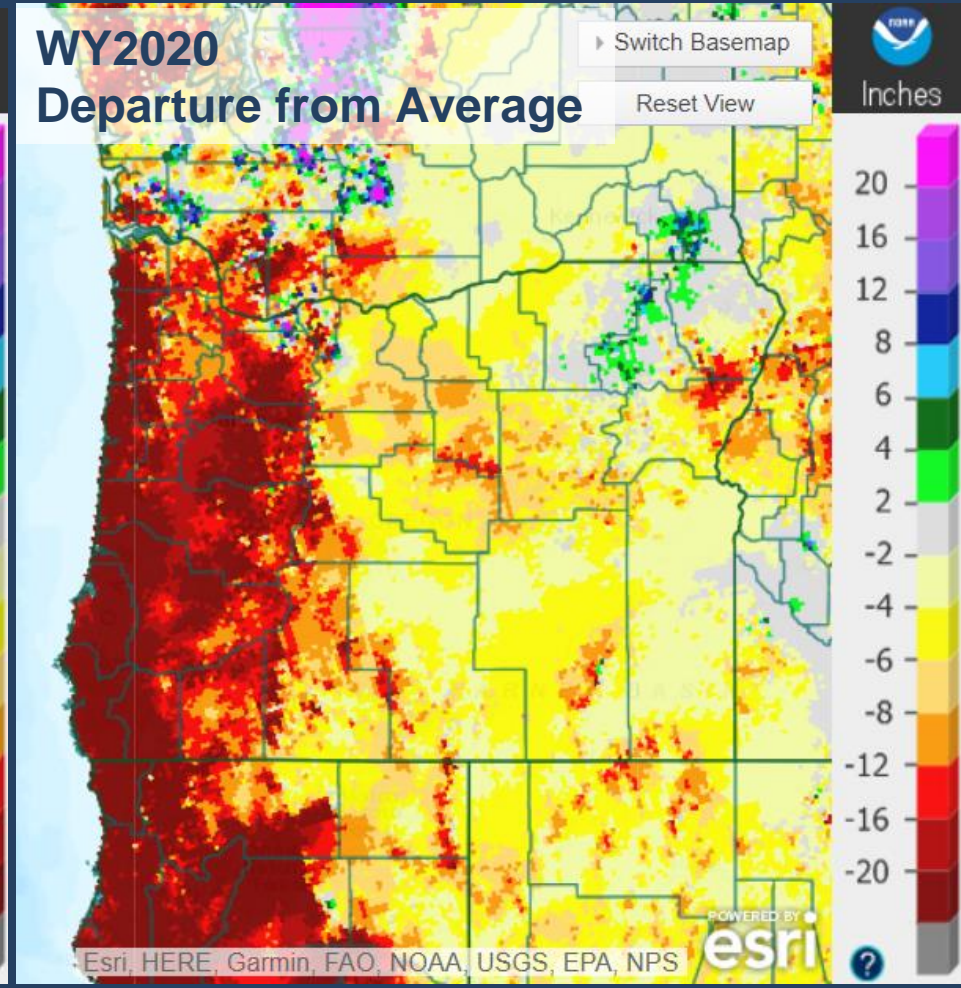 WY2020
Departure from Average
Switch Basemap
Reset View
NOAA
Inches
20
16
12
8
6
4
2
-2
-4
-6
-8
-12
-16
-20
POWERED BY
esri
Esri, HERE, Garmin, FAO, NOAA, USGS, EPA, NPS
?